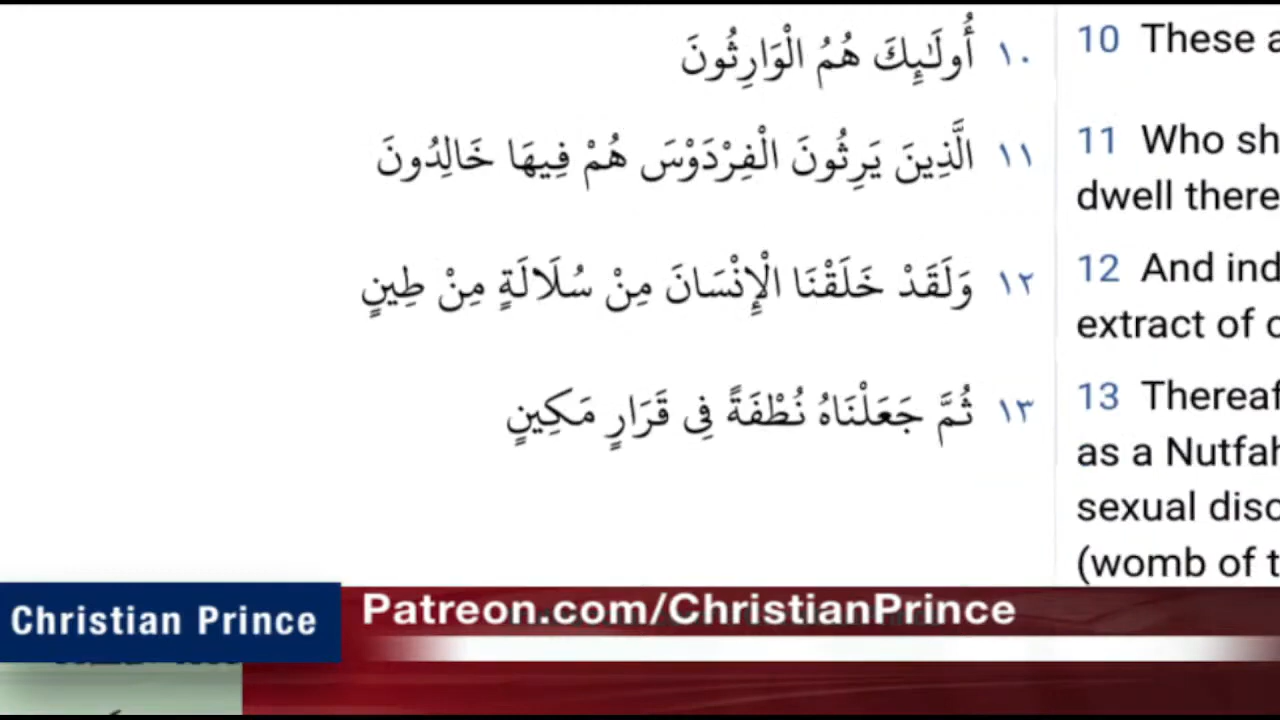 ١٠ أُولَـٰئِكَ هُمُ الْوَارِثُونَ
10 These a
١١ الَّذِينَ يَرِثُونَ الْفِرْدَوْسَ هُمْ فِيهَا خَالِدُونَ
11 Who sh
dwell there
١٢ وَلَقَدْ خَلَقْنَا الْإِنْسَانَ مِنْ سُلَالَةٍ مِنْ طِينٍ
12 And ind
extract of c
١٣ ثُمَّ جَعَلْنَاهُ نُطْفَةً فِي قَرَارٍ مَكِينٍ
13 Thereaf
as a Nutfah
sexual disc
(womb of t
Christian Prince
Patreon.com/ChristianPrince